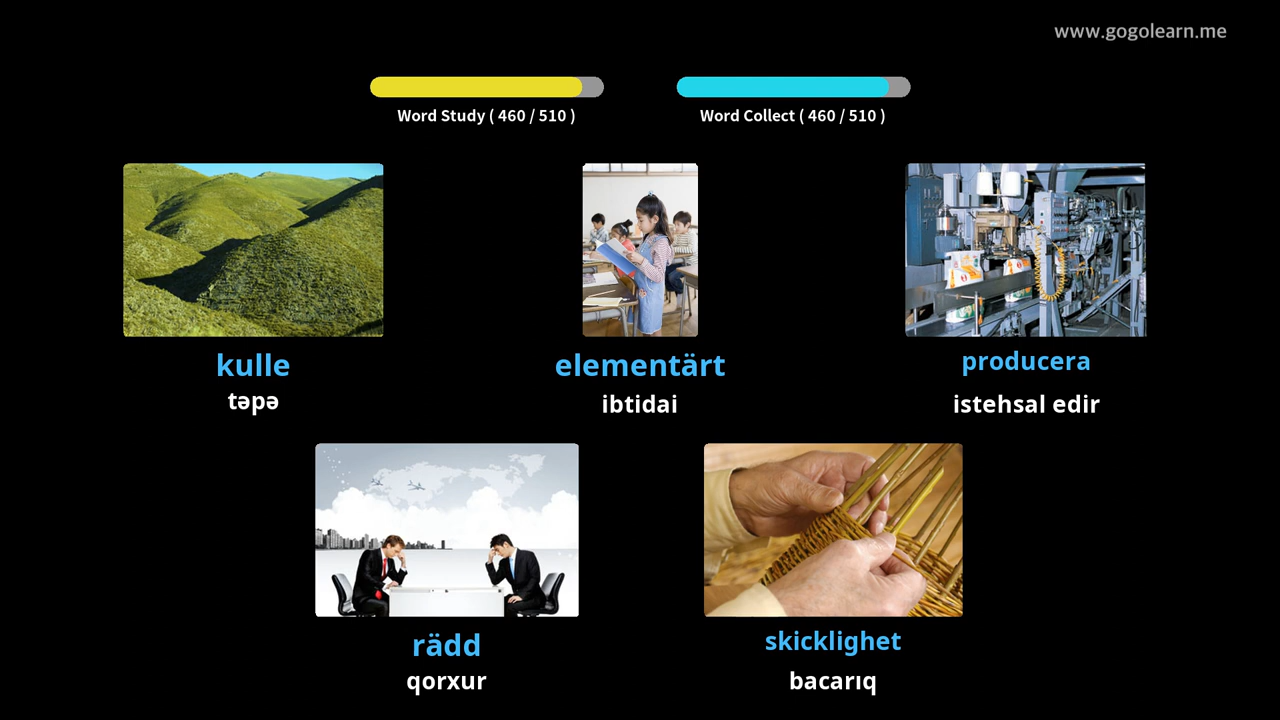 www.gogolearn.me
Word Study ( 460 / 510 )
Word Collect ( 460 / 510 )
kulle
təpə
elementärt
ibtidai
producera
istehsal edir
rädd
qorxur
skicklighet
bacarıq